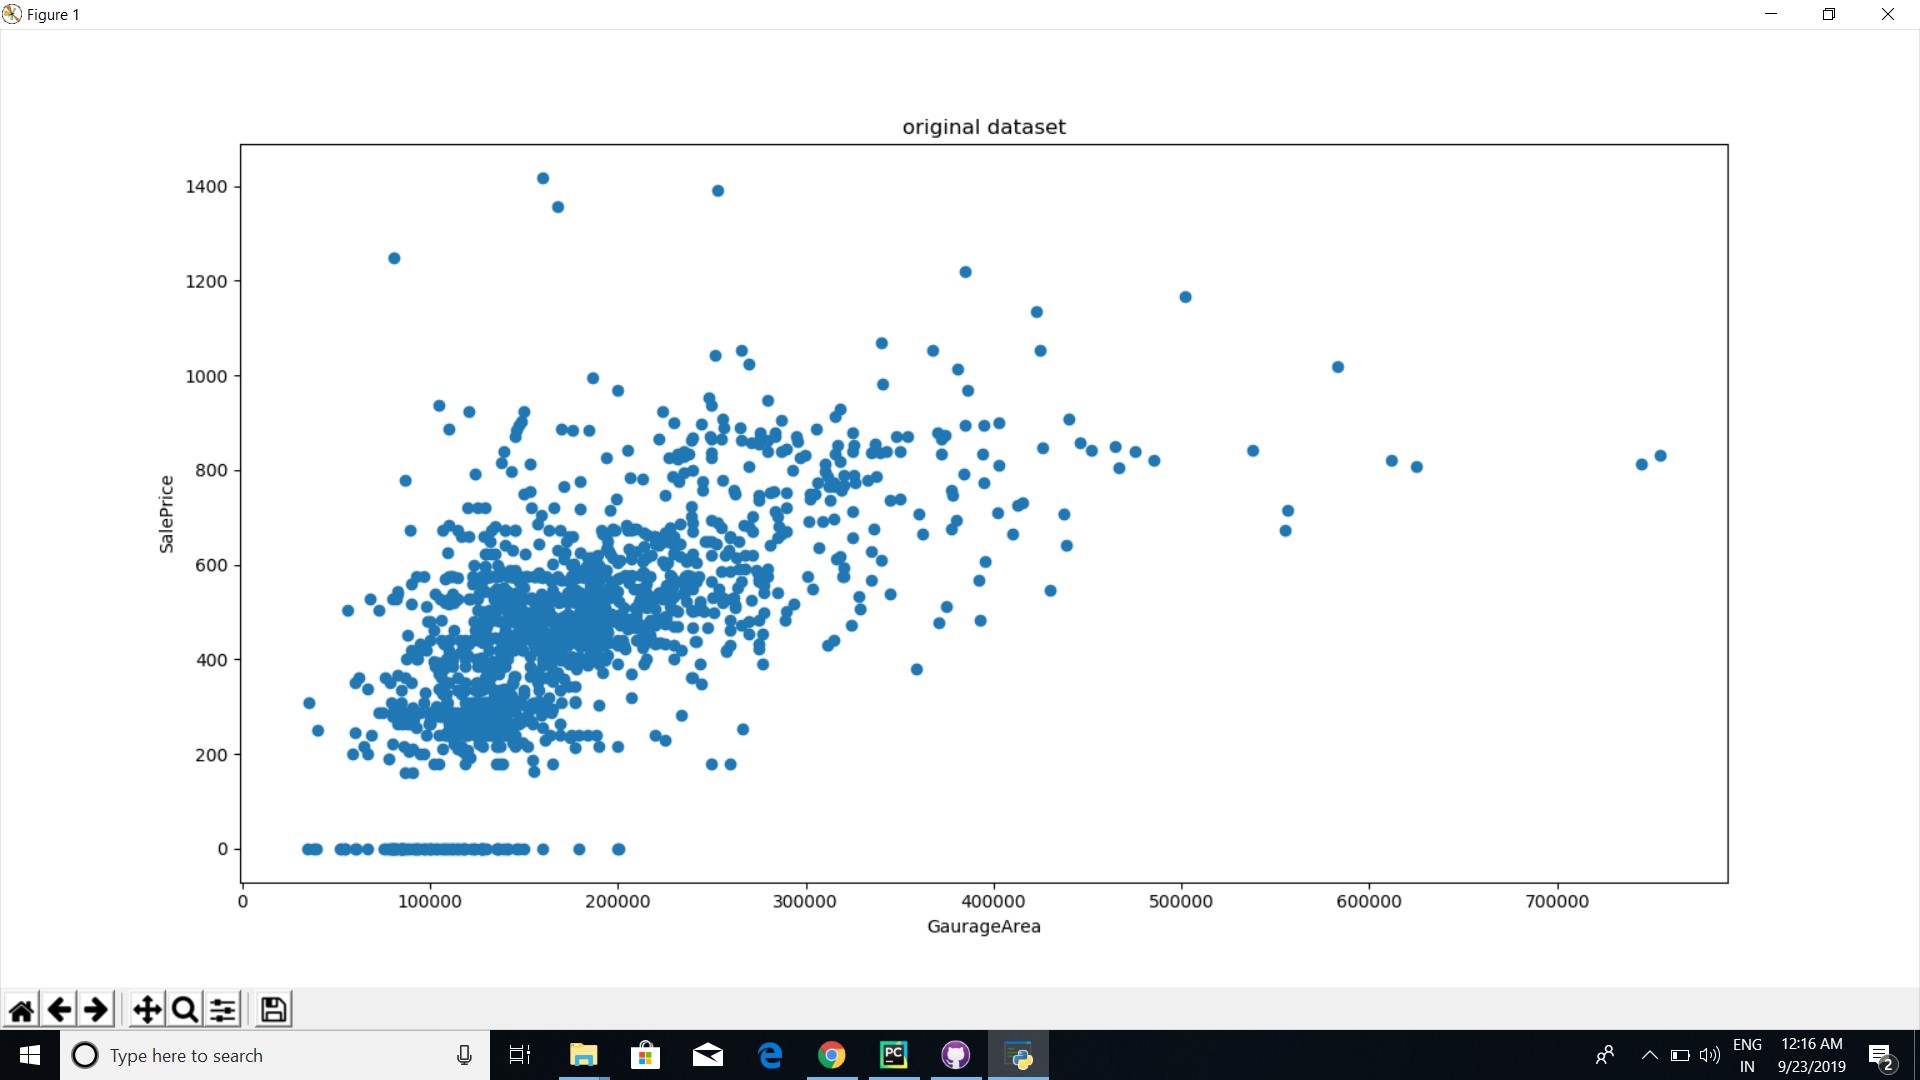 Figure 1
original dataset
1400
1200
1000
800
600
400
200
0
SalePrice
0 100000 200000 300000 400000 500000 600000 700000
GaurageArea
Type here to search
PC
ENG
IN
12:16 AM
9/23/2019
2